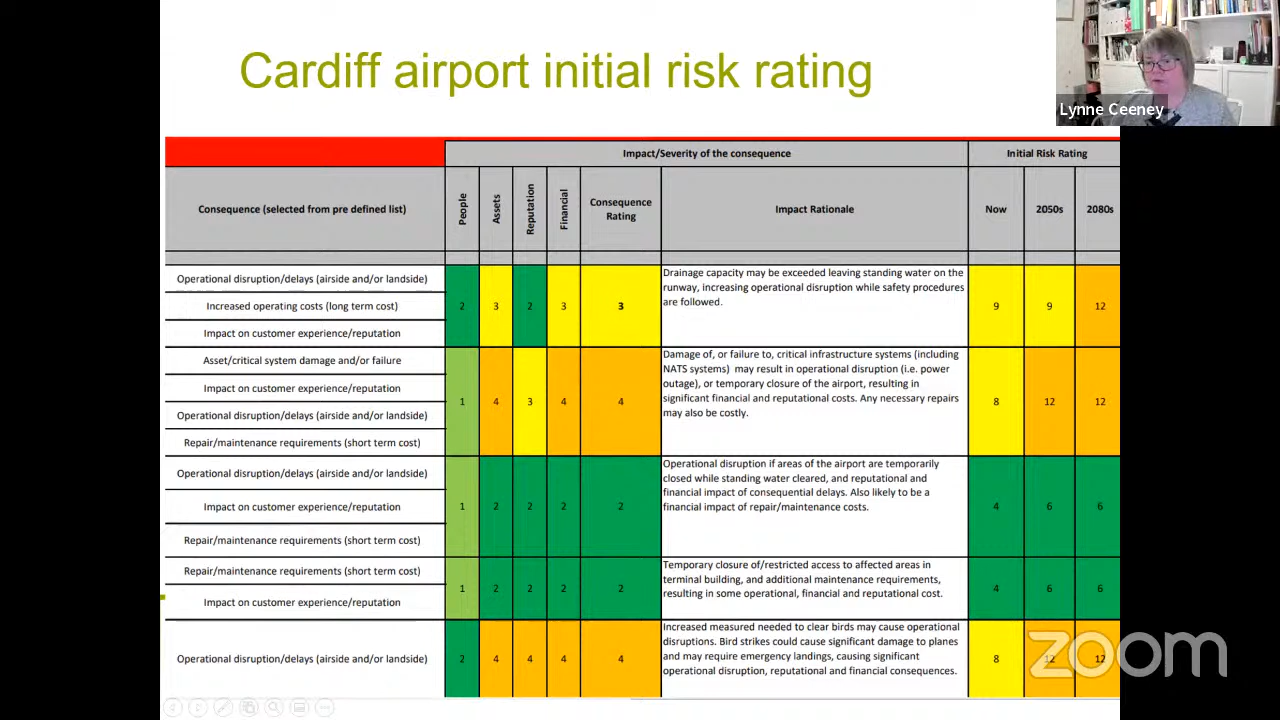 Cardiff airport initial risk rating
Lynne Ceeney
Impact/Severity of the consequence
Initial Risk Rating
Consequence (selected from pre defined list)
People
Assets
Reputation
Financial
Consequence
Rating
Impact Rationale
Now
2050s
2080s
Operational disruption/delays (airside and/or landside)
Increased operating costs (long term cost)
Impact on customer experience/reputation
2
3
2
3
3
Drainage capacity may be exceeded leaving standing water on the
runway, increasing operational disruption while safety procedures
are followed.
9
9
12
Asset/critical system damage and/or failure
Impact on customer experience/reputation
Operational disruption/delays (airside and/or landside)
Repair/maintenance requirements (short term cost)
1
4
3
4
4
Damage of, or failure to, critical infrastructure systems (including
NATS systems) may result in operational disruption (i.e. power
outage), or temporary closure of the airport, resulting in
significant financial and reputational costs. Any necessary repairs
may also be costly.
8
12
12
Operational disruption/delays (airside and/or landside)
Impact on customer experience/reputation
Repair/maintenance requirements (short term cost)
1
2
2
2
2
Operational disruption if areas of the airport are temporarily
closed while standing water cleared, and reputational and
financial impact of consequential delays. Also likely to be a
financial impact of repair/maintenance costs.
4
6
6
Repair/maintenance requirements (short term cost)
Impact on customer experience/reputation
1
2
2
2
2
Temporary closure of/restricted access to affected areas in
terminal building, and additional maintenance requirements,
resulting in some operational, financial and reputational cost.
4
6
6
Operational disruption/delays (airside and/or landside)
2
4
4
4
4
Increased measured needed to clear birds may cause operational
disruptions. Bird strikes could cause significant damage to planes
and may require emergency landings, causing significant
operational disruption, reputational and financial consequences.
8
12
12
zoom